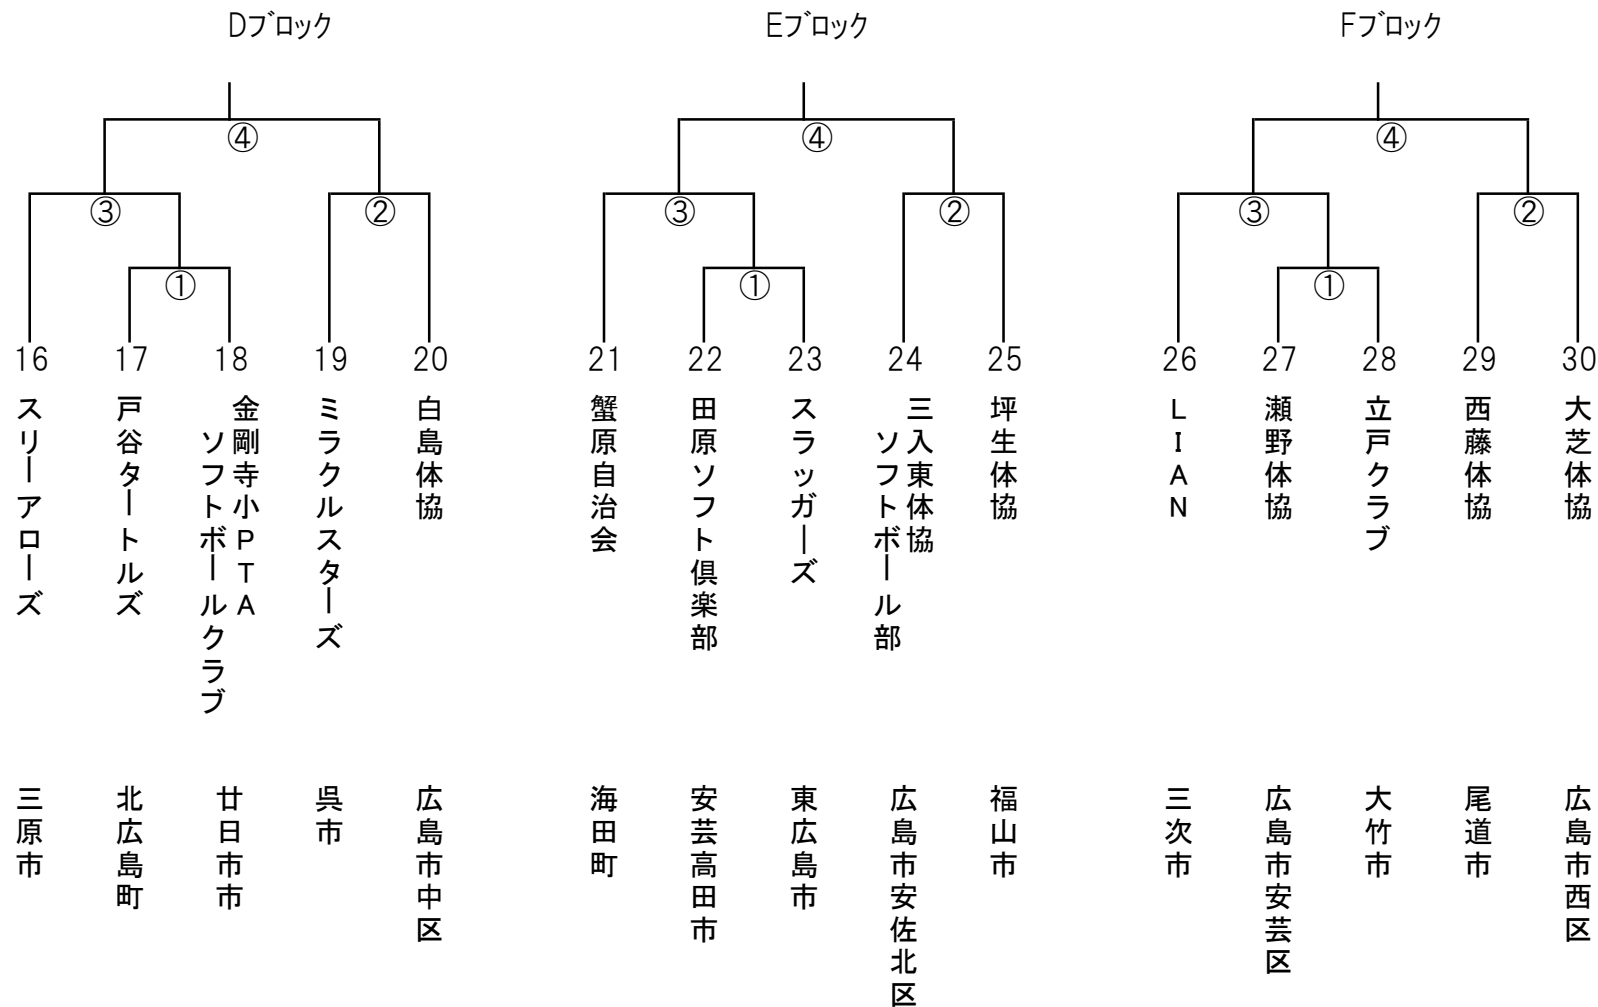 Dブロック
④
③
②
①
16
17
18
19
20
スリーアローズ
戸谷タートルズ
金剛寺小PTA
ソフトボールクラブ
ミラクルスターズ
白島体協
三原市
北広島町
廿日市市
呉市
広島市中区
Eブロック
④
③
②
①
21
22
23
24
25
蟹原自治会
田原ソフト倶楽部
スラッガーズ
三入東体協
ソフトボール部
坪生体協
海田町
安芸高田市
東広島市
広島市安佐北区
福山市
Fブロック
④
③
②
①
26
27
28
29
30
LIAN
瀬野体協
立戸クラブ
西藤体協
大芝体協
三次市
広島市安芸区
大竹市
尾道市
広島市西区